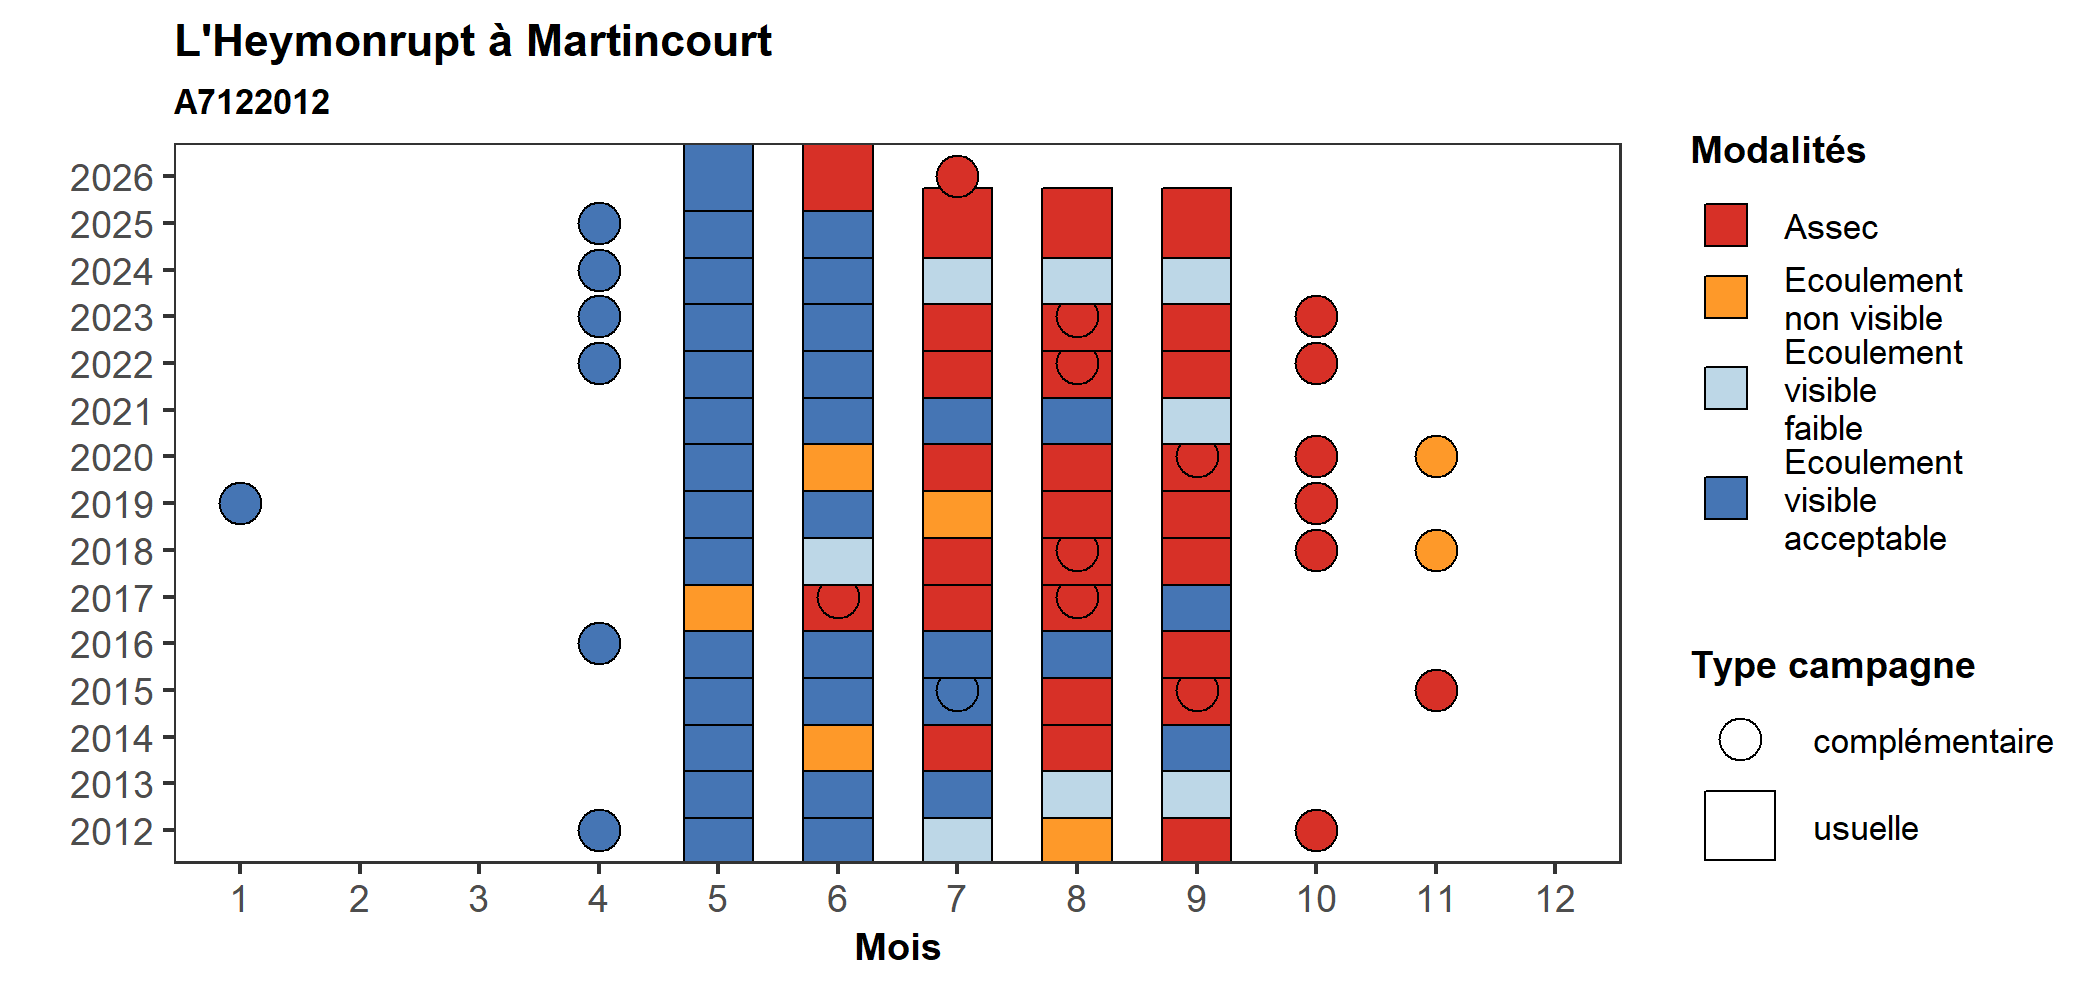 L'Heymonrupt à Martincourt
A7122012
2026
2025
2024
2023
2022
2021
2020
2019
2018
2017
2016
2015
2014
2013
2012
1 2 3 4 5 6 7 8 9 10 11 12
Mois
Modalités
Assec
Ecoulement
non visible
Ecoulement
visible
faible
Ecoulement
visible
acceptable
Type campagne
complémentaire
usuelle